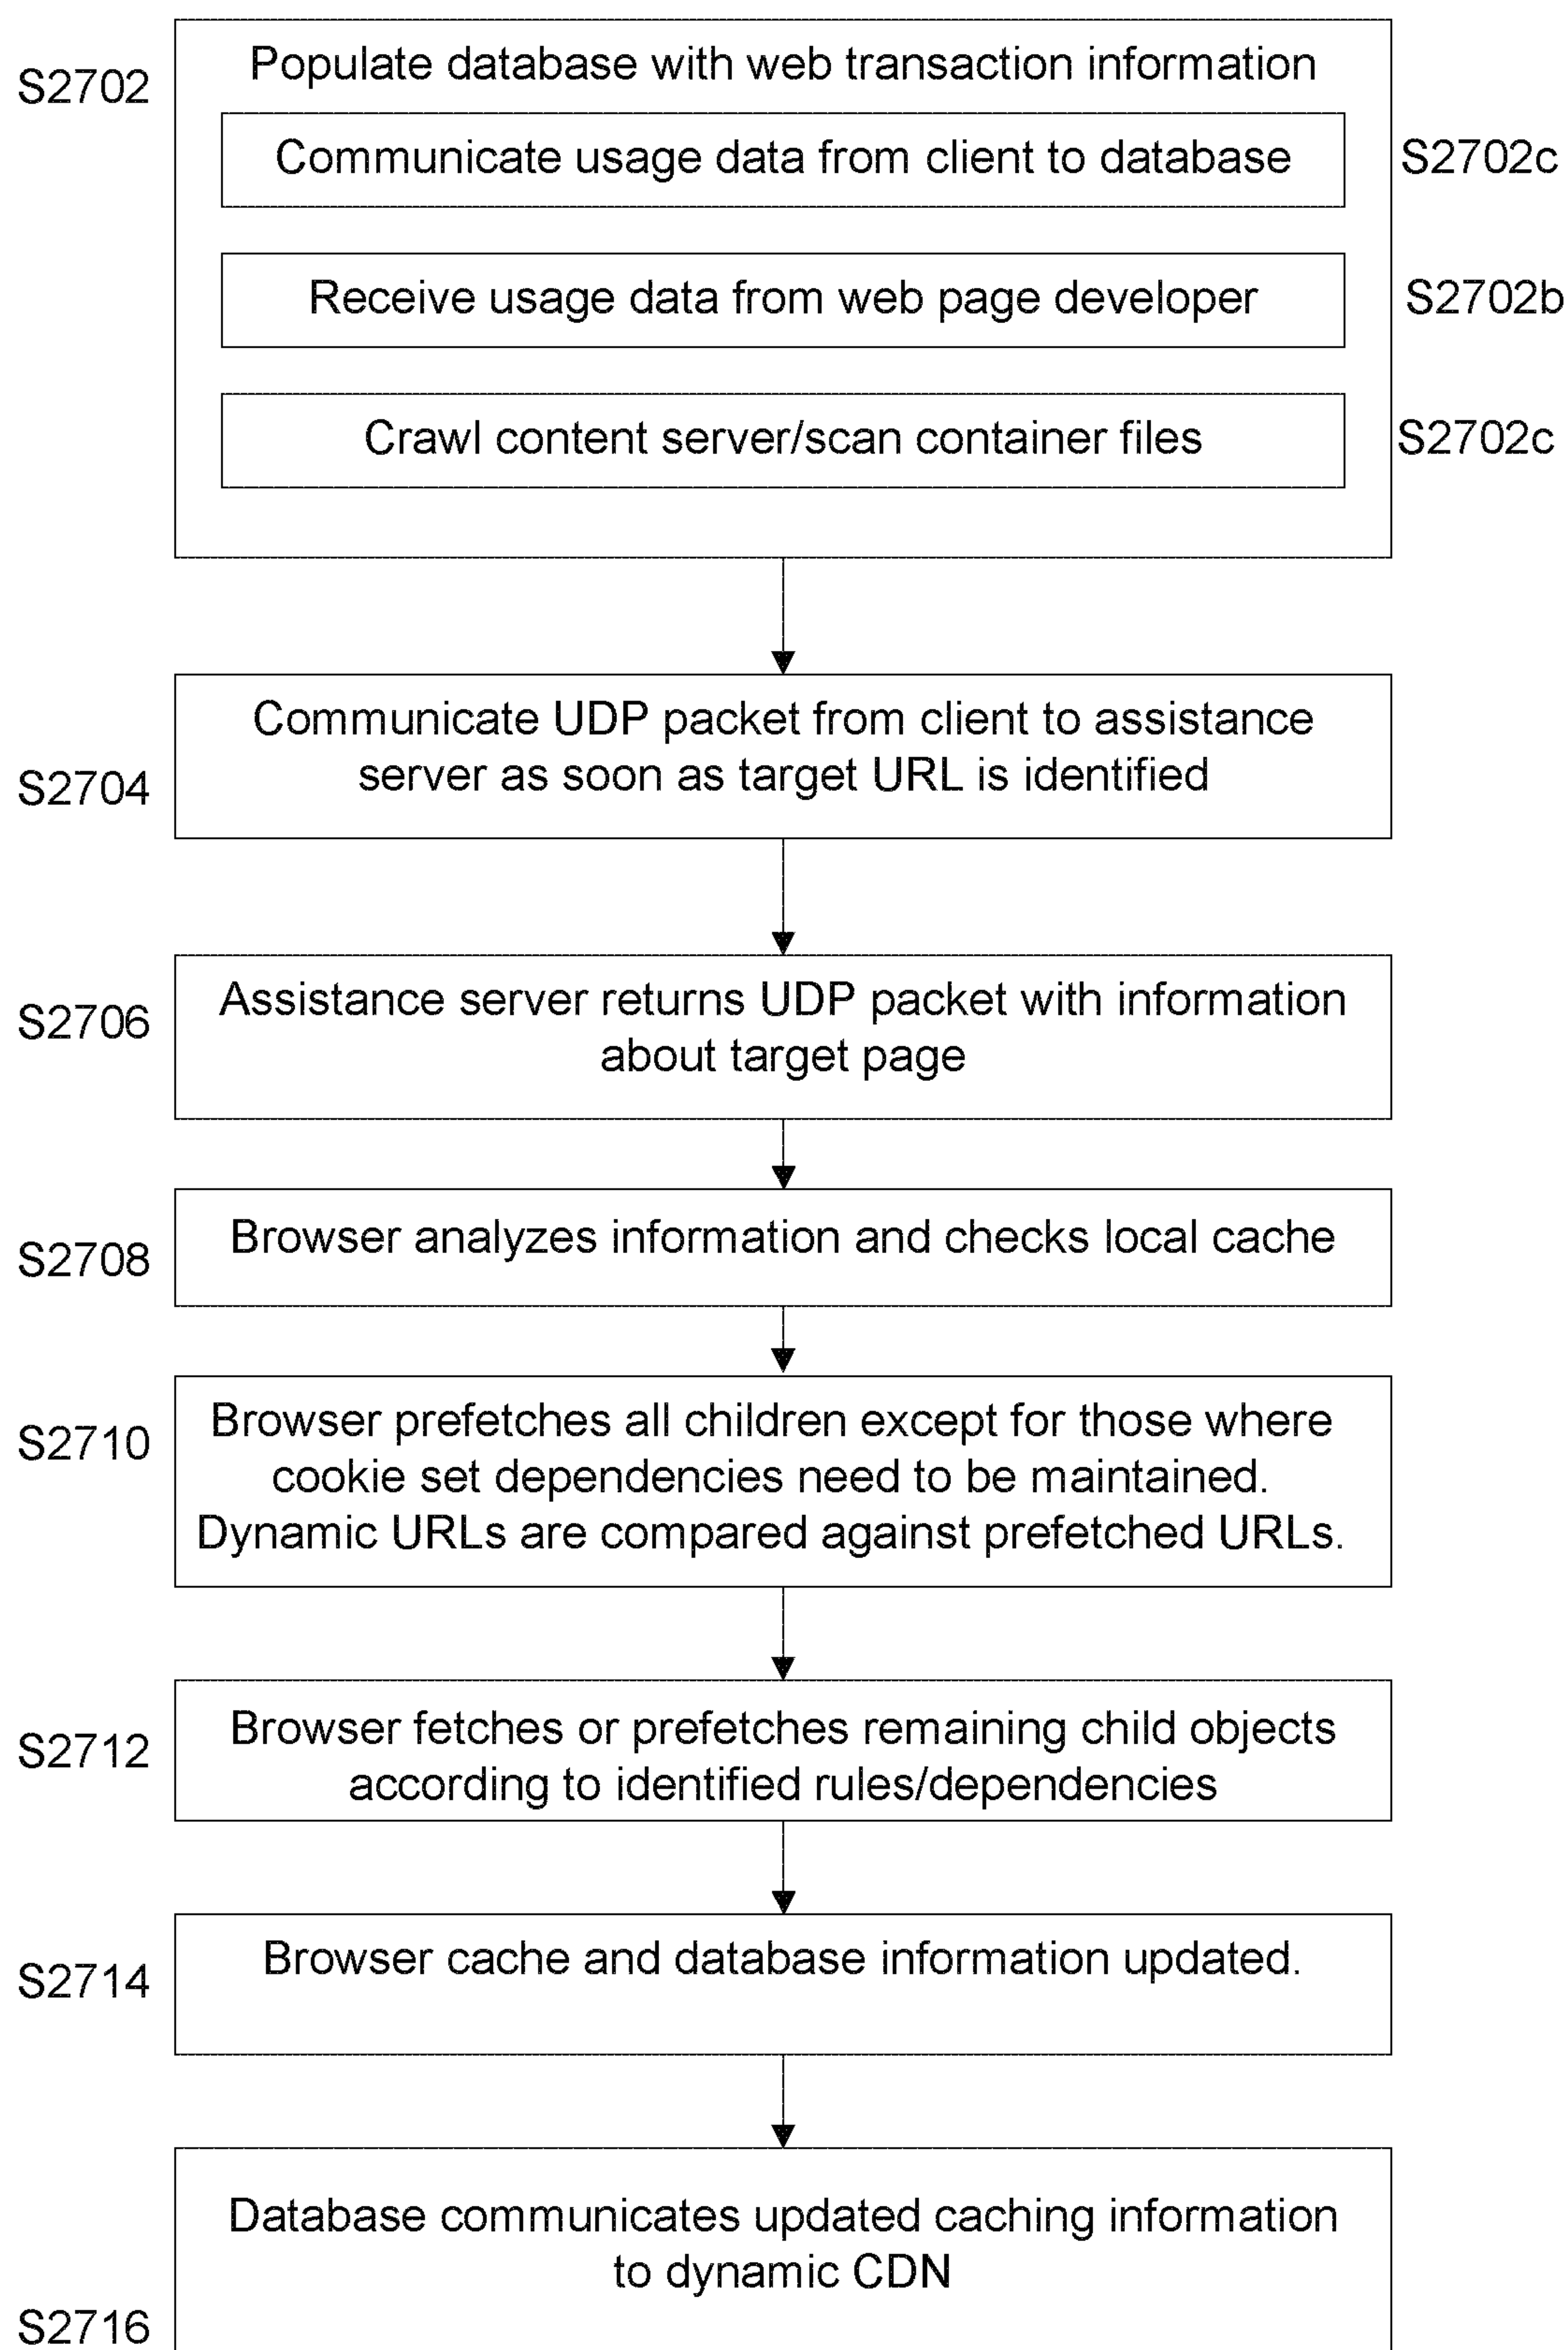 Populate database with web transaction information
S2702
Communicate usage data from client to database
S2702c
Receive usage data from web page developer
S2702b
Crawl content server/scan container files
S2702c
Communicate UDP packet from client to assistance
server as soon as target URL is identified
S2704
Assistance server returns UDP packet with information
about target page
S2706
Browser analyzes information and checks local cache
S2708
Browser prefetches all children except for those where
cookie set dependencies need to be maintained.
Dynamic URLs are compared against prefetched URLs.
S2710
Browser fetches or prefetches remaining child objects
according to identified rules/dependencies
S2712
Browser cache and database information updated.
S2714
Database communicates updated caching information
to dynamic CDN
S2716